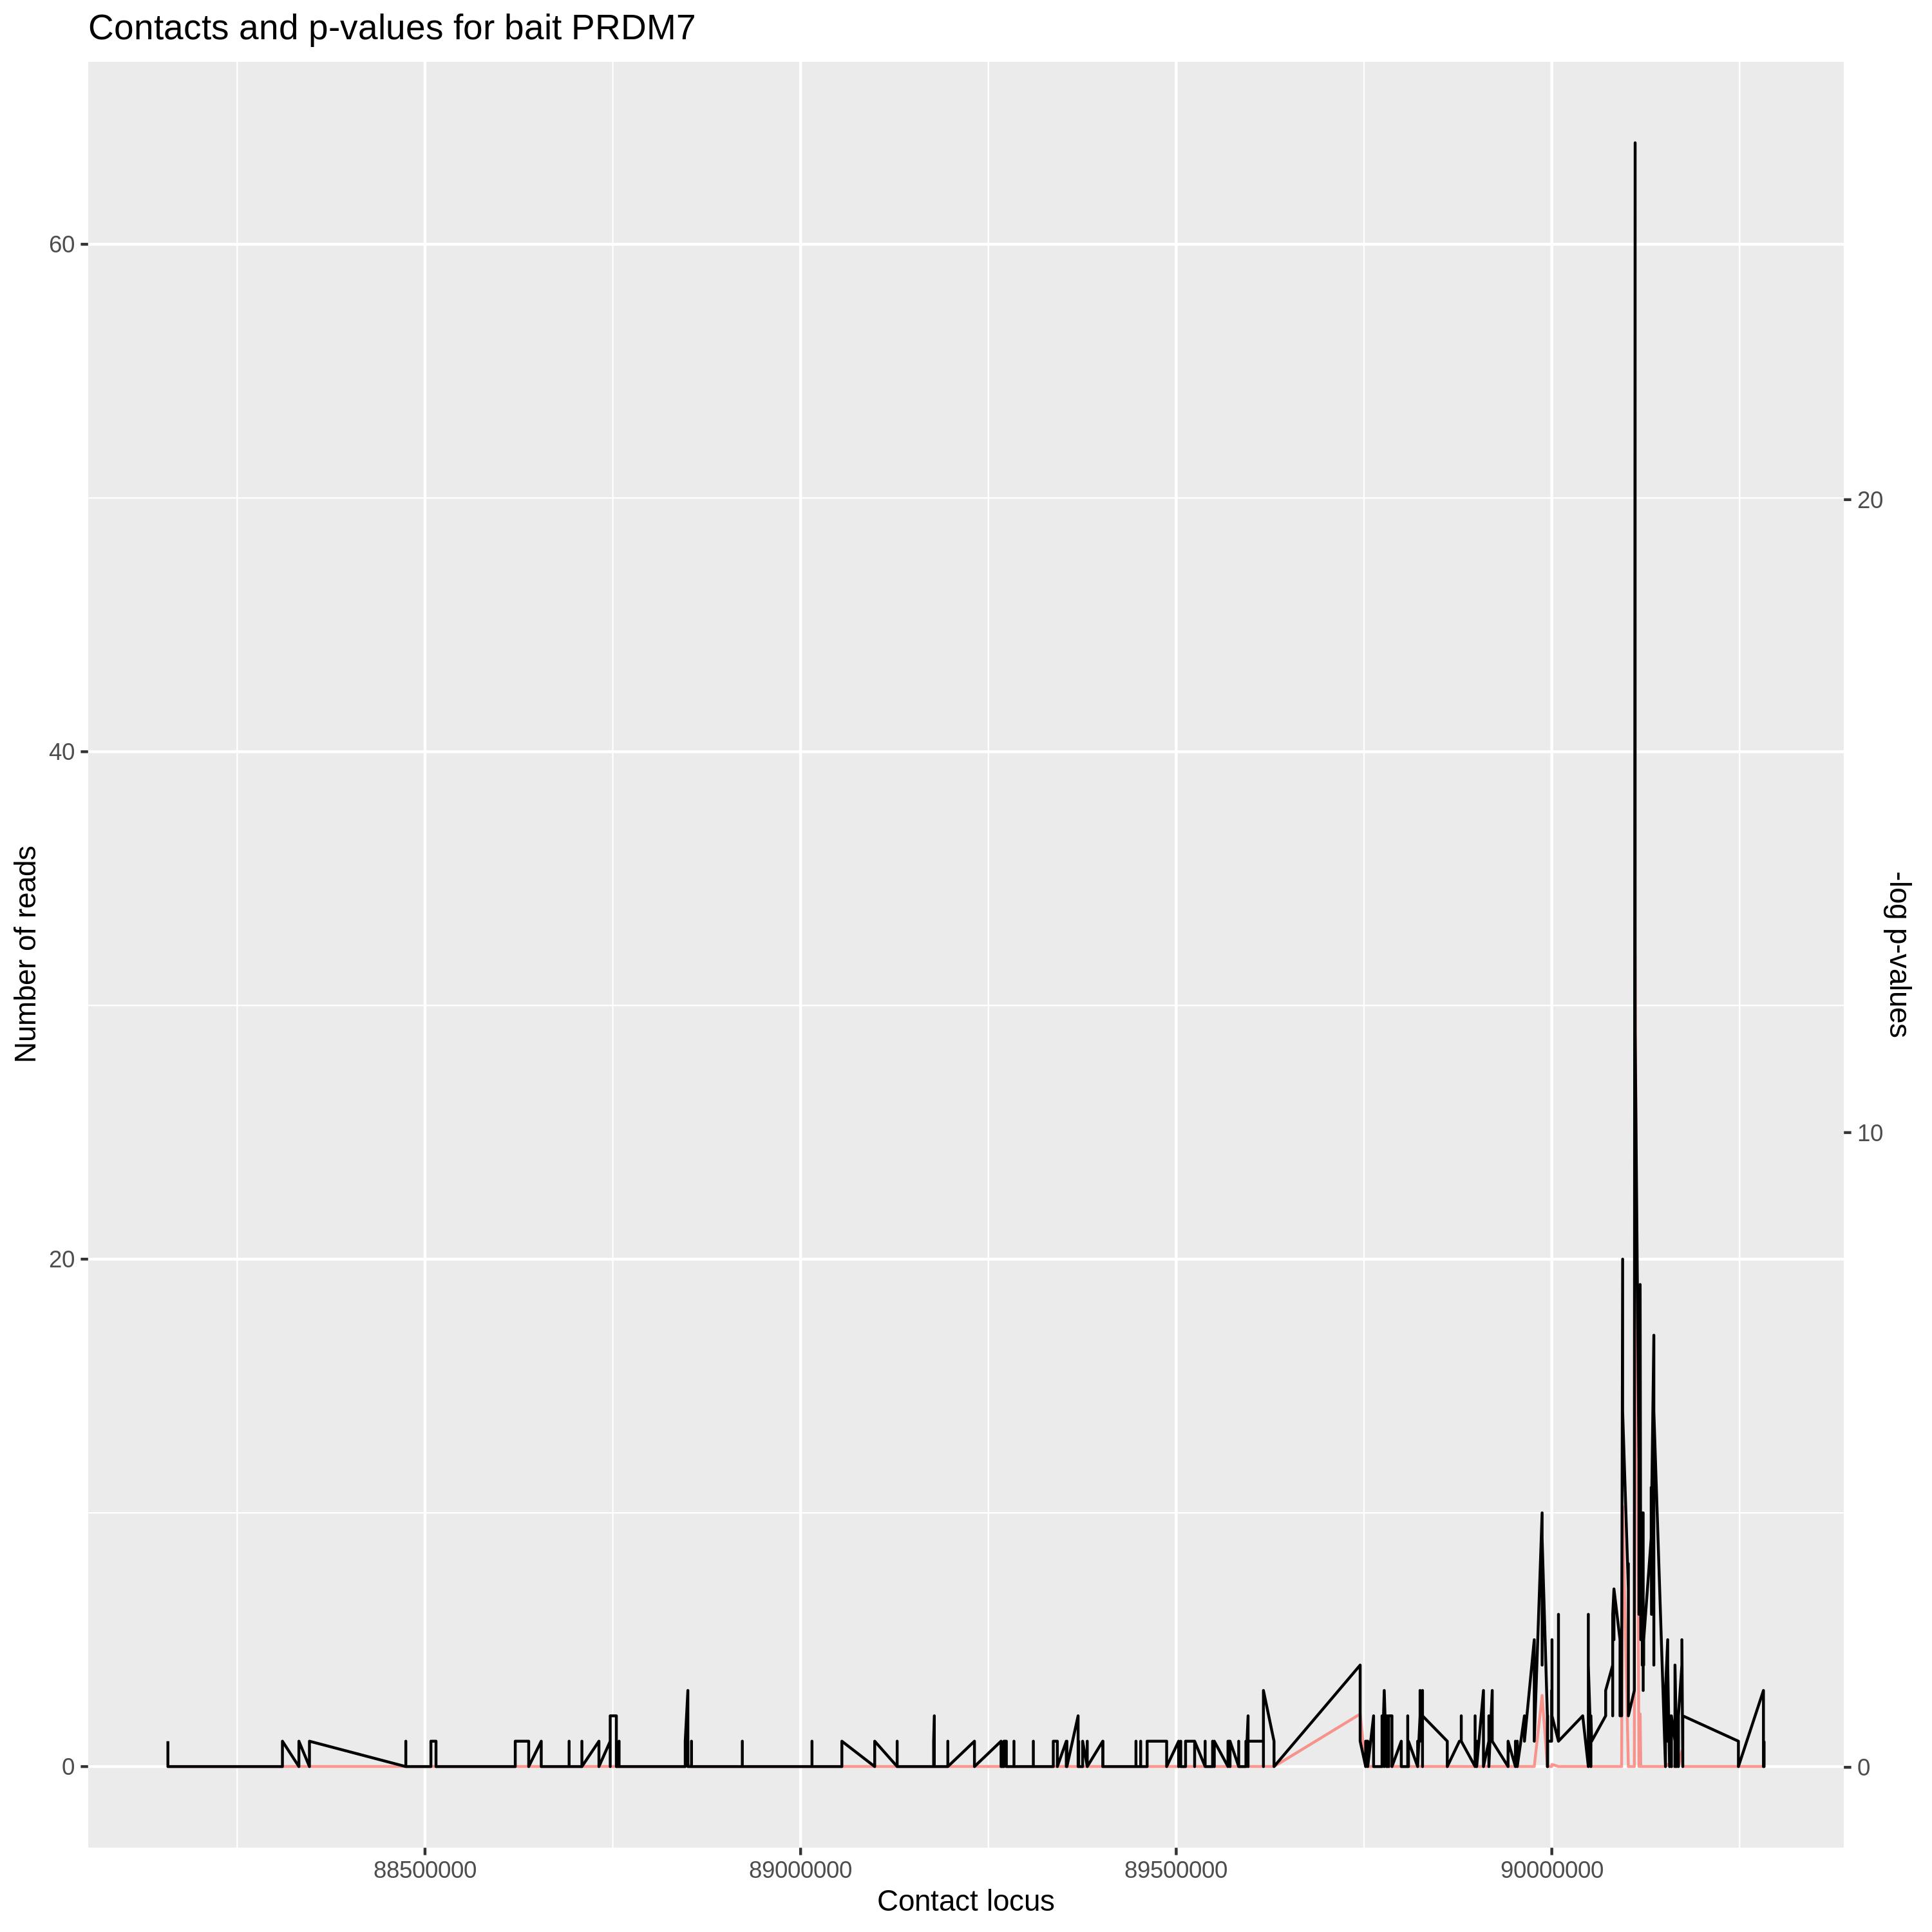 Contacts and p-values for bait PRDM7
60
40
20
0
Number of reads
20
10
0
-log p-values
88500000
89000000
89500000
90000000
Contact locus